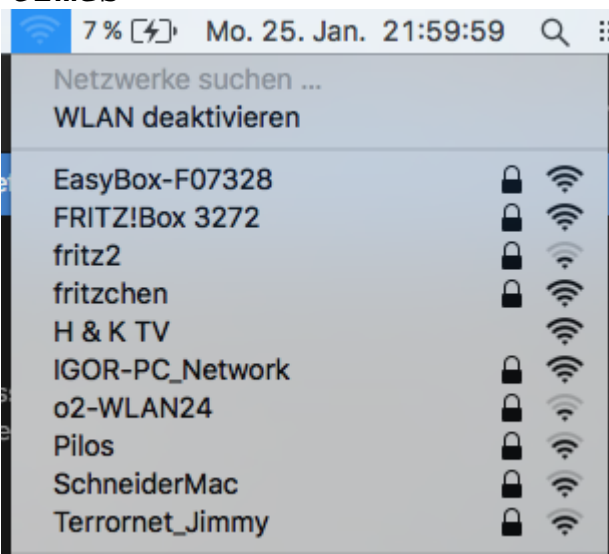 7 % Mo. 25. Jan. 21:59:59
Netzwerke suchen ...
WLAN deaktivieren
EasyBox-F07328
FRITZ!Box 3272
fritz2
fritzchen
H & K TV
IGOR-PC_Network
o2-WLAN24
Pilos
SchneiderMac
Terrornet_Jimmy